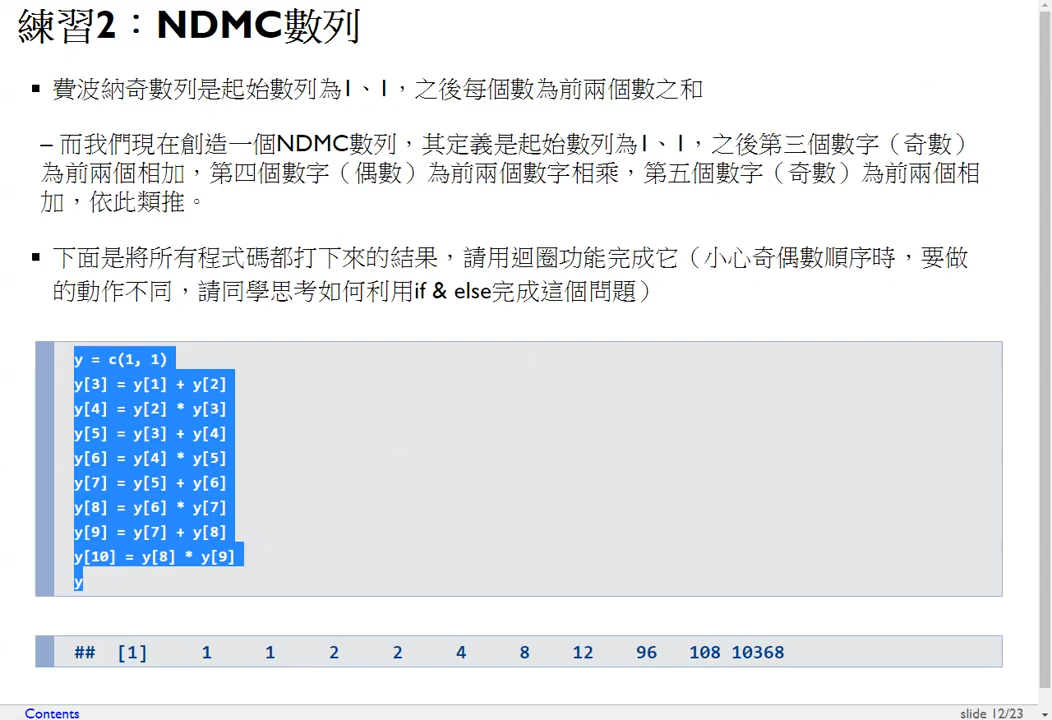 練習2：NDMC數列
▪ 費波納奇數列是起始數列為1、1，之後每個數為前兩個數之和
– 而我們現在創造一個NDMC數列，其定義是起始數列為1、1，之後第三個數字（奇數）
為前兩個相加，第四個數字（偶數）為前兩個數字相乘，第五個數字（奇數）為前兩個相
加，依此類推。
▪ 下面是將所有程式碼都打下來的結果，請用迴圈功能完成它（小心奇偶數順序時，要做
的動作不同，請同學思考如何利用if & else完成這個問題）
y = c(1, 1)
y[3] = y[1] + y[2]
y[4] = y[2] * y[3]
y[5] = y[3] + y[4]
y[6] = y[4] * y[5]
y[7] = y[5] + y[6]
y[8] = y[6] * y[7]
y[9] = y[7] + y[8]
y[10] = y[8] * y[9]
y
## [1] 1 1 2 2 4 8 12 96 108 10368
Contents
slide 12/23